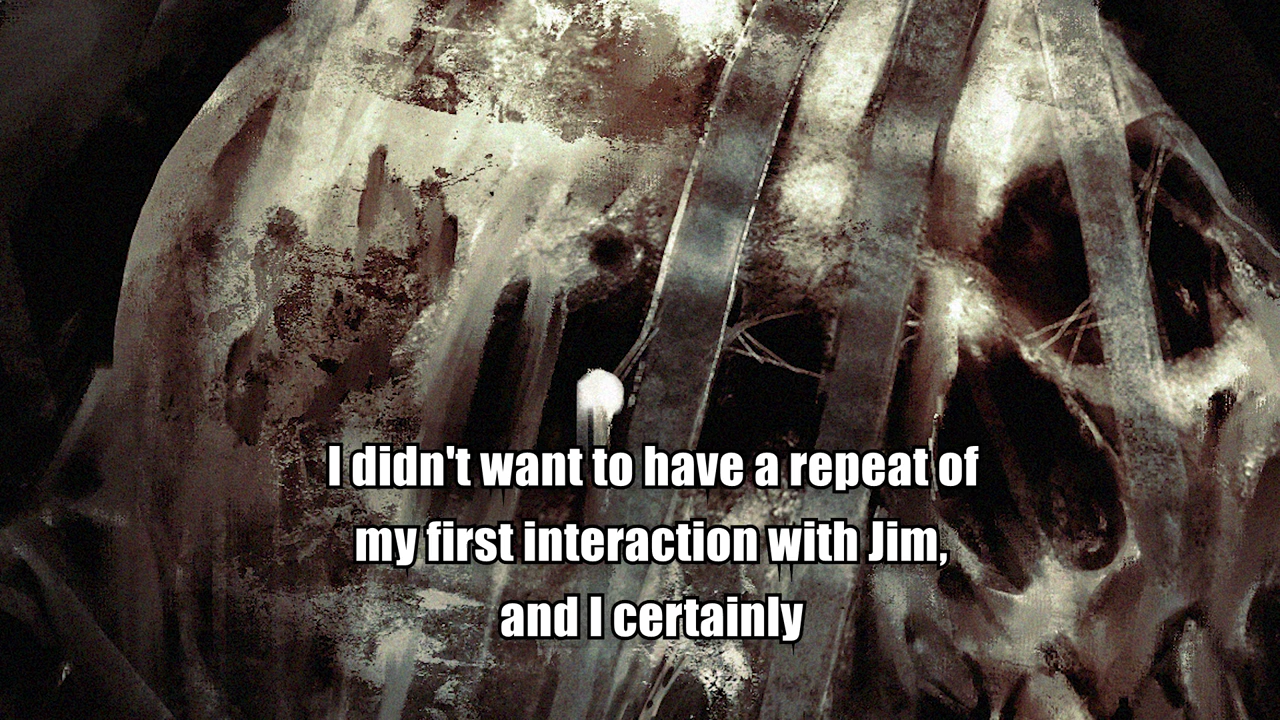 I didn't want to have a repeat of
my first interaction with Jim,
and I certainly